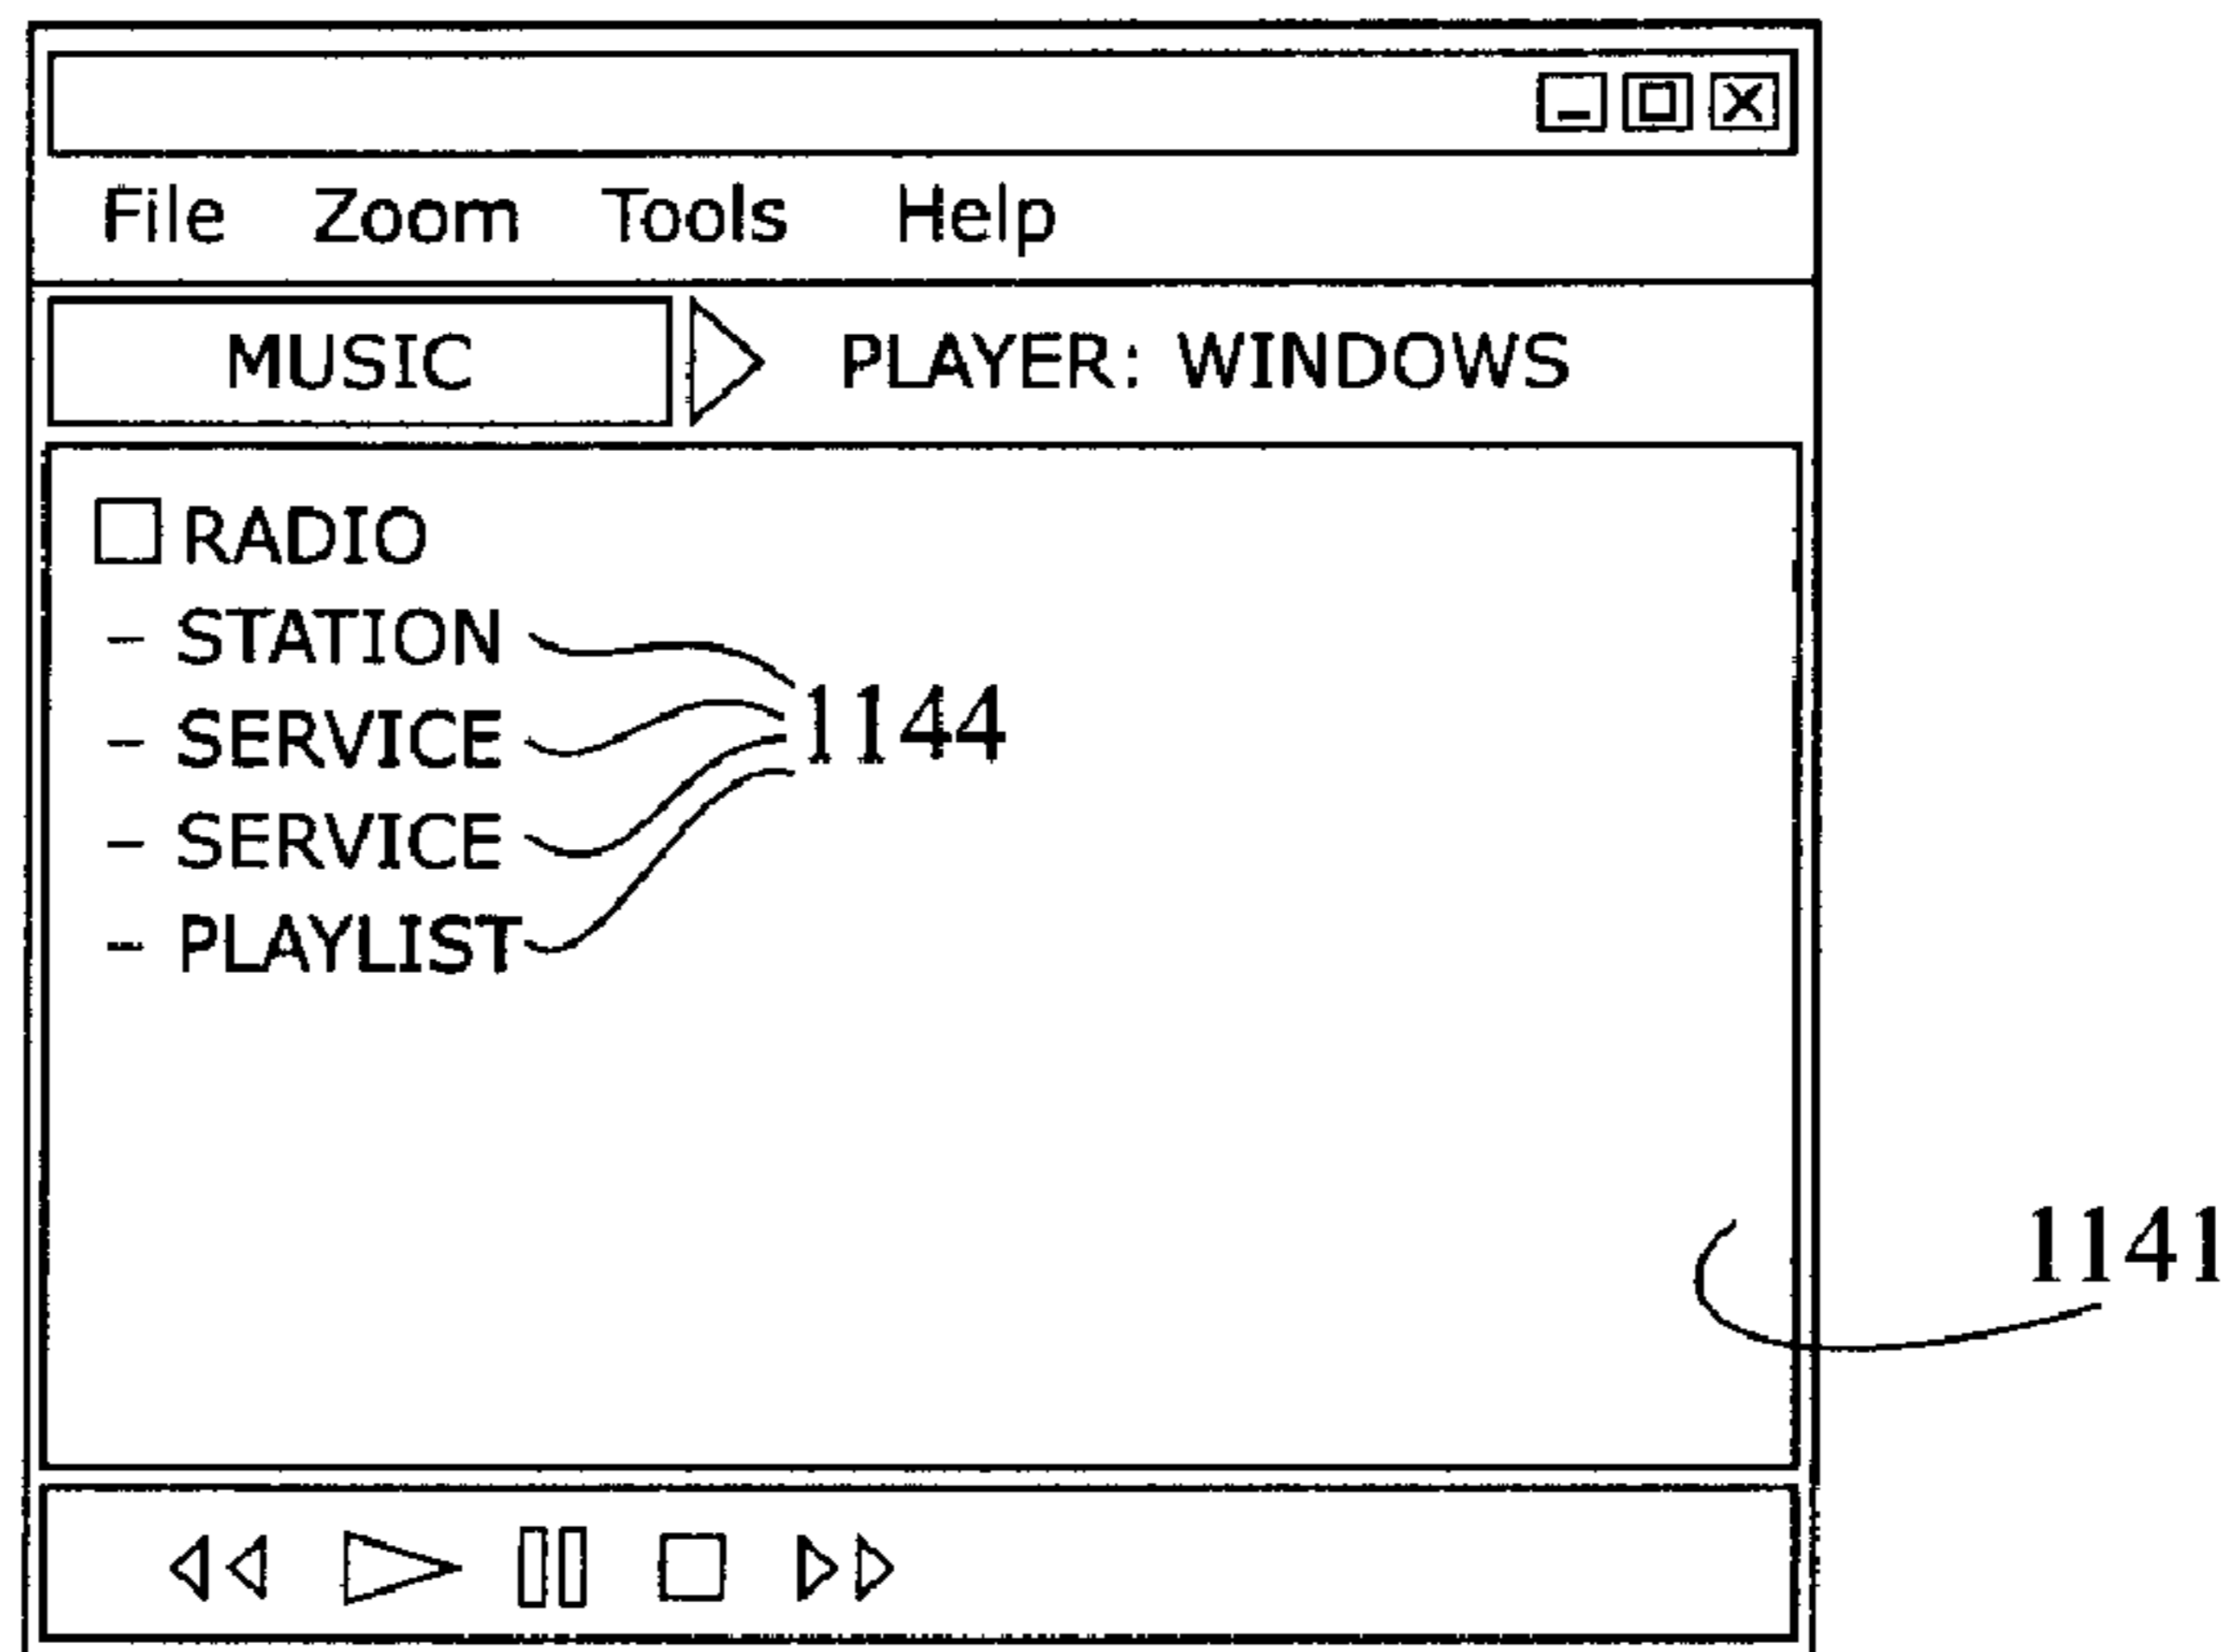 File Zoom Tools Help
MUSIC PLAYER: WINDOWS
RADIO
- STATION
- SERVICE
1144
- SERVICE
- PLAYLIST
1141